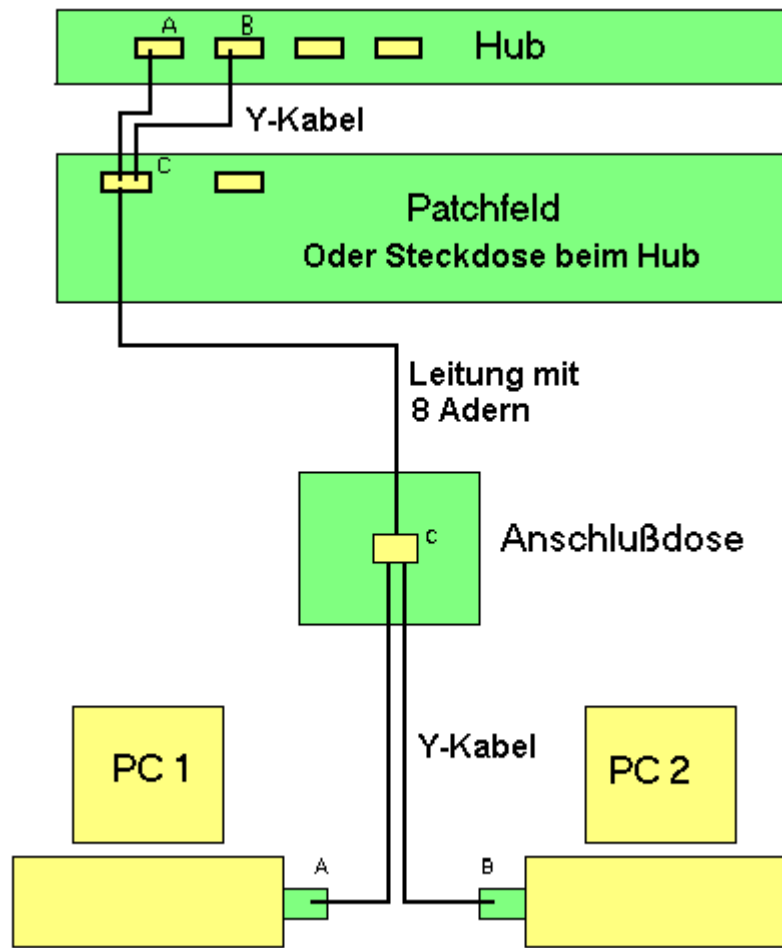 A B
Hub
Y-Kabel
C
Patchfeld
Oder Steckdose beim Hub
Leitung mit
8 Adern
C
Anschlußdose
Y-Kabel
PC 1
PC 2
A
B